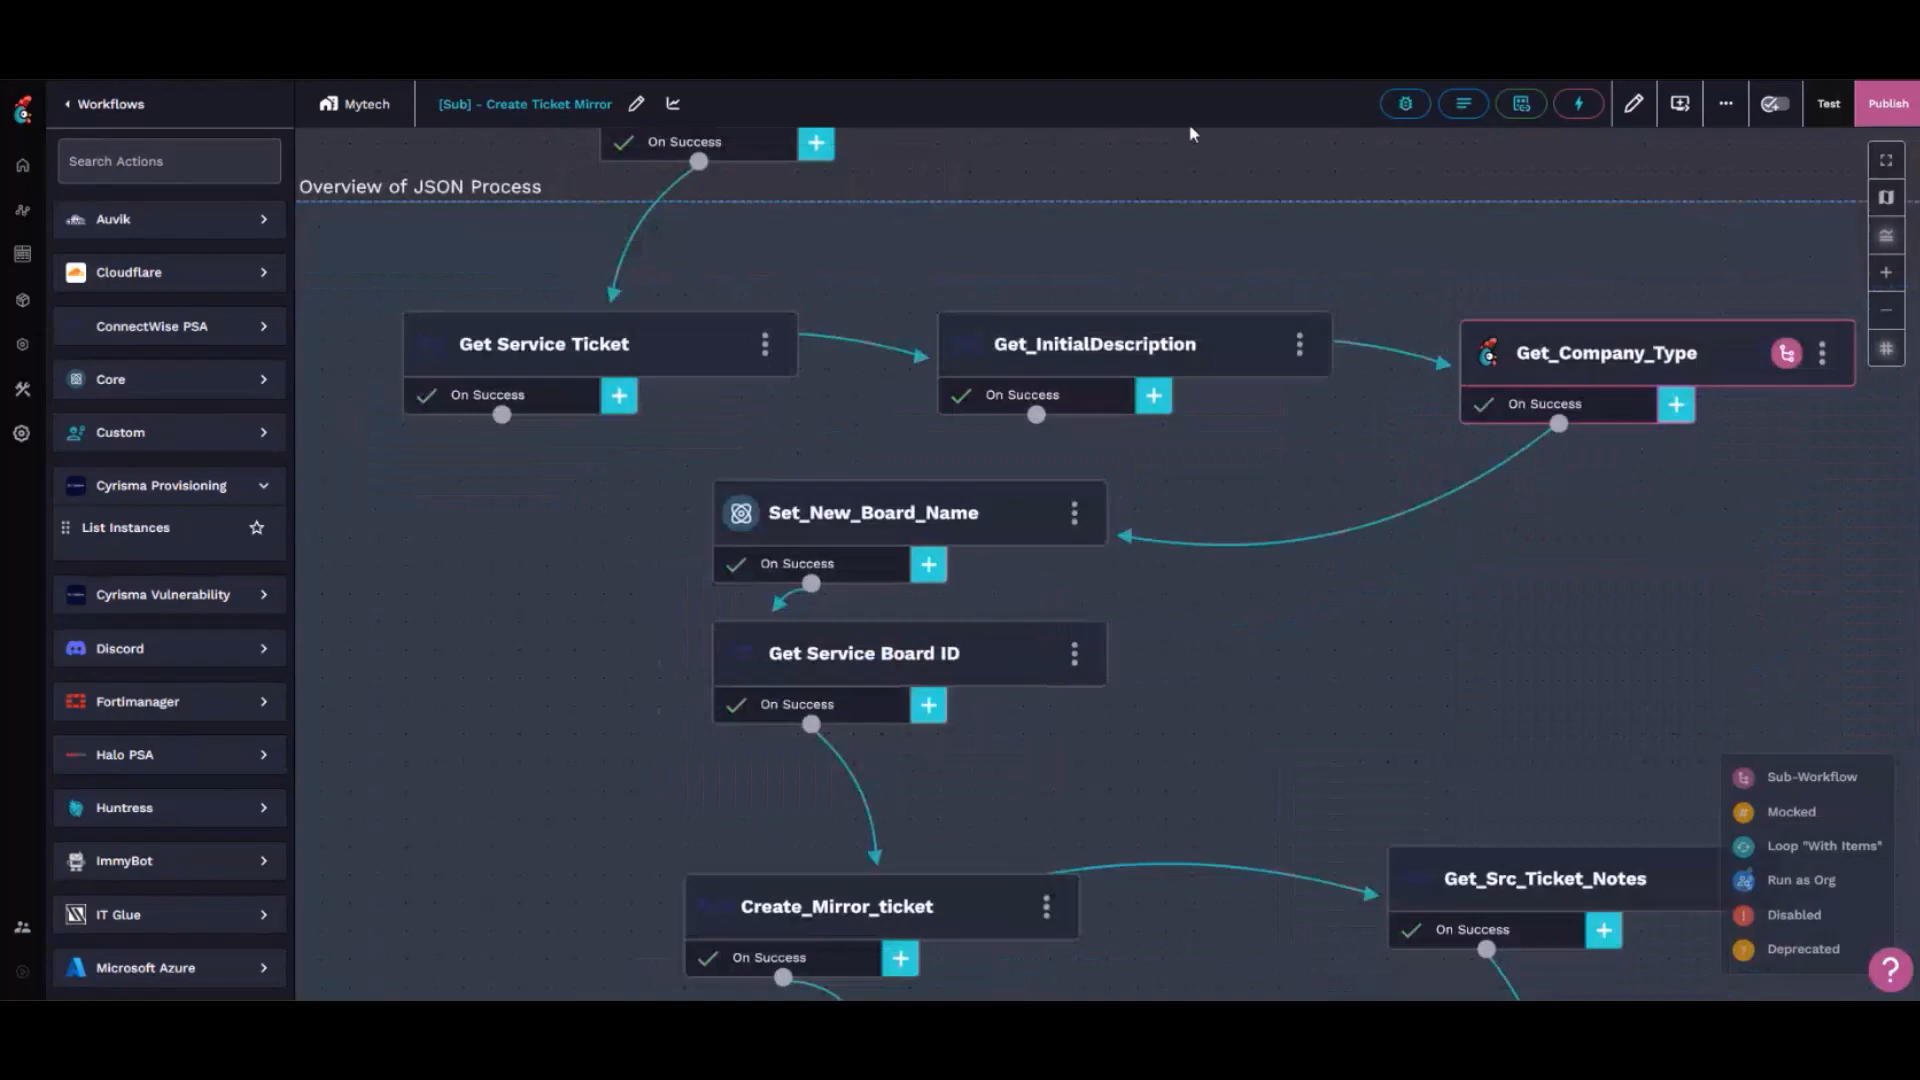 Workflows
Mytech
[Sub] - Create Ticket Mirror
Test
Publish
Search Actions
Auvik
Cloudflare
ConnectWise PSA
Core
Custom
Cyrisma Provisioning
List Instances
Cyrisma Vulnerability
Discord
Fortimanager
Halo PSA
Huntress
ImmyBot
IT Glue
Microsoft Azure
On Success
Overview of JSON Process
Get Service Ticket
On Success
Get_InitialDescription
On Success
Get_Company_Type
On Success
Set_New_Board_Name
On Success
Get Service Board ID
On Success
Create_Mirror_ticket
On Success
Get_Src_Ticket_Notes
On Success
Sub-Workflow
Mocked
Loop "With Items"
Run as Org
Disabled
Deprecated
?